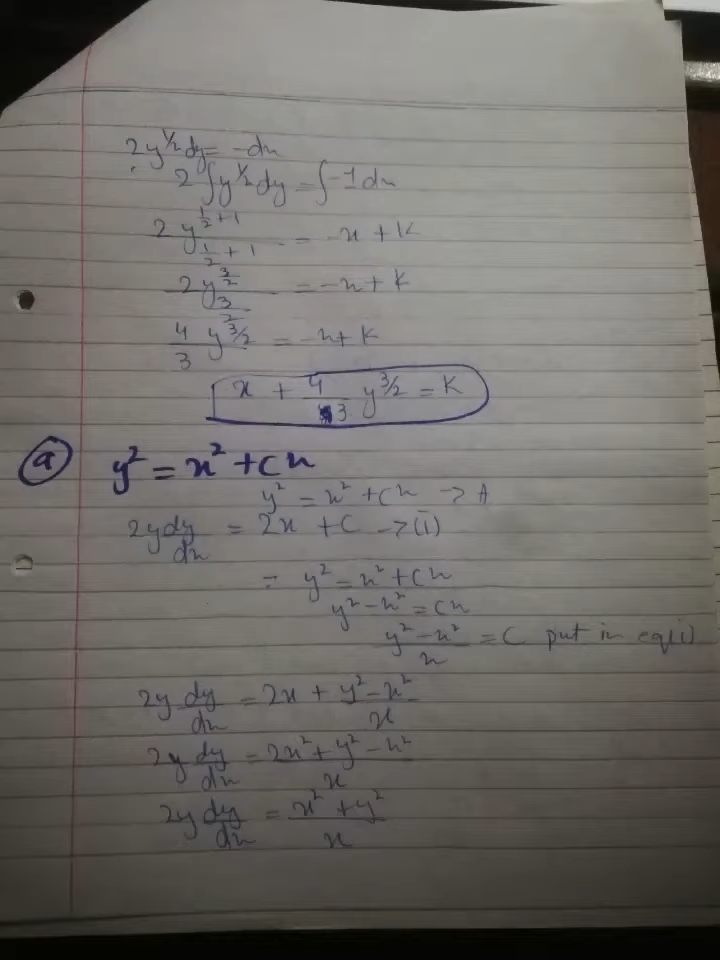 2y^{1/2} dy = -dx
2∫y^{1/2} dy = ∫-1 dx
2 y^{1/2+1} / (1/2+1) = -x + K
2y^{3/2} / (3/2) = -x + K
4/3 y^{3/2} = -x + K
x + 4/3 y^{3/2} = K
(a) y² = x² + Cx
y² = x² + Cx → A
2y dy/dx = 2x + C → (i)
= y² = x² + Cx
y² - x² = Cx
(y² - x²)/x = C put in eq(i)
2y dy/dx = 2x + (y² - x²)/x
2y dy/dx = (2x² + y² - x²)/x
2y dy/dx = (x² + y²)/x